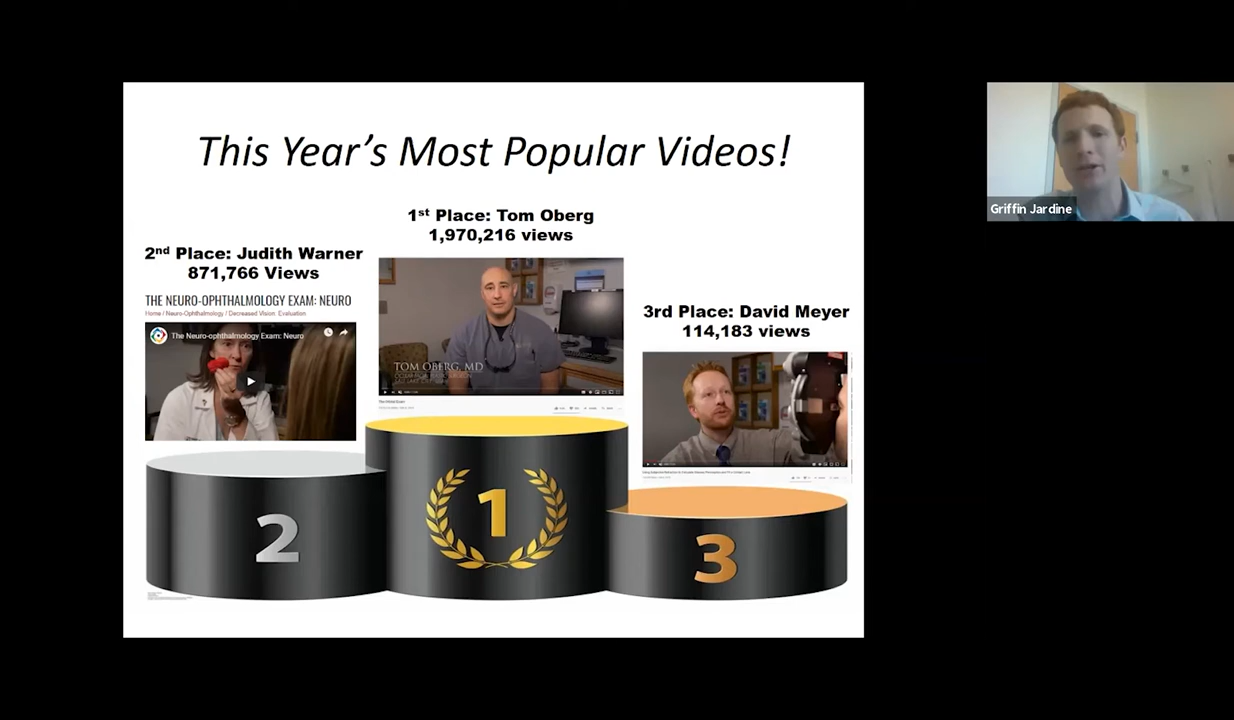 This Year's Most Popular Videos!
1st Place: Tom Oberg
1,970,216 views
2nd Place: Judith Warner
871,766 Views
THE NEURO-OPHTHALMOLOGY EXAM: NEURO
Home / Neuro-Ophthalmology / Decreased Vision: Evaluation
The Neuro-ophthalmology Exam: Neuro
TOM OBERG, MD
3rd Place: David Meyer
114,183 views
2
1
3
Griffin Jardine